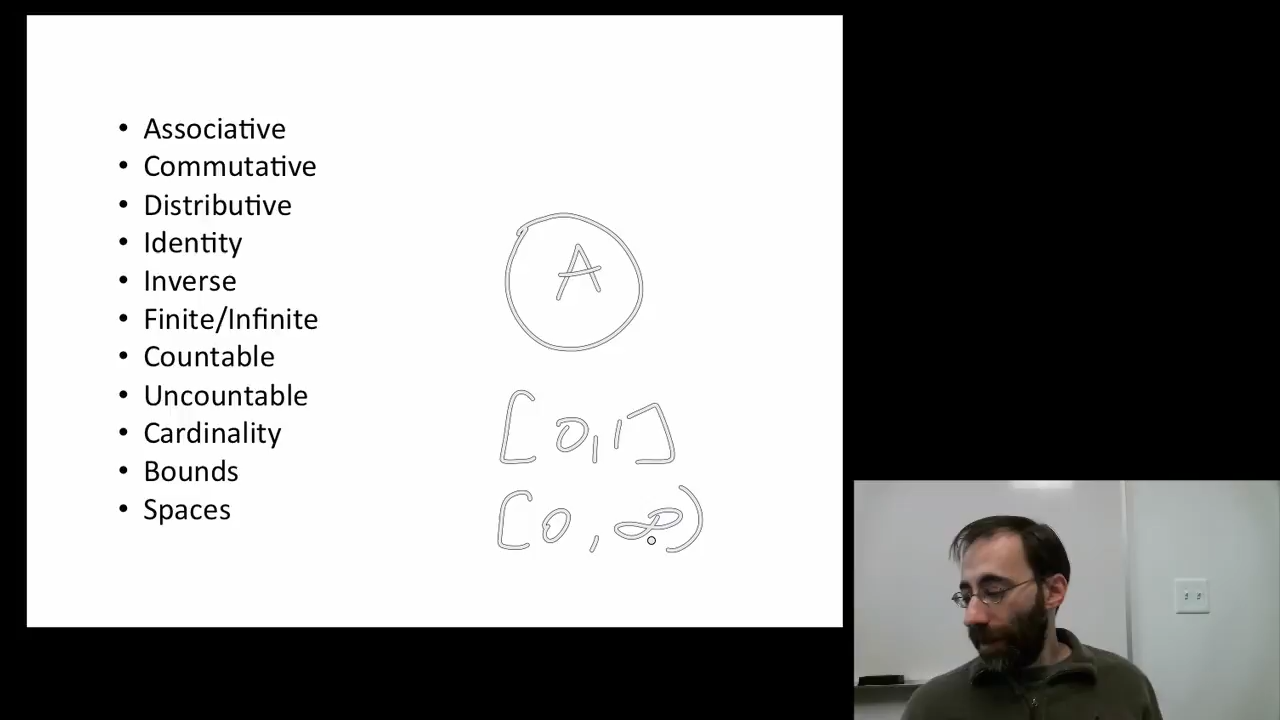 • Associative
• Commutative
• Distributive
• Identity
• Inverse
• Finite/Infinite
• Countable
• Uncountable
• Cardinality
• Bounds
• Spaces
A
[0,1]
[0,∞)